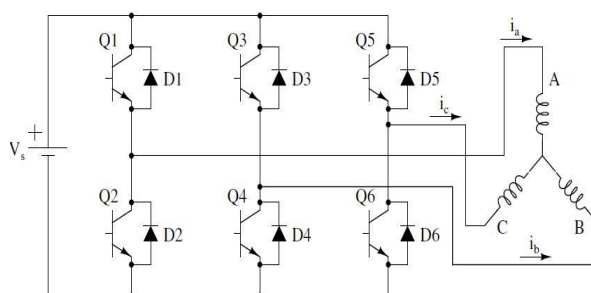 i_a
Q1 Q3 Q5
D1 D3 D5
A
i_c
+
V_s
Q2 Q4 Q6
C B
D2 D4 D6
i_b